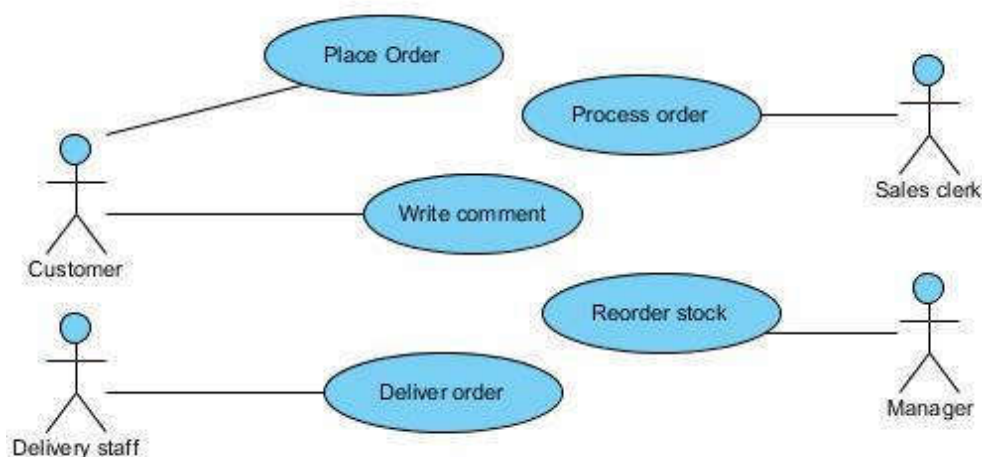 Place Order
Process order
Sales clerk
Write comment
Customer
Reorder stock
Deliver order
Manager
Delivery staff